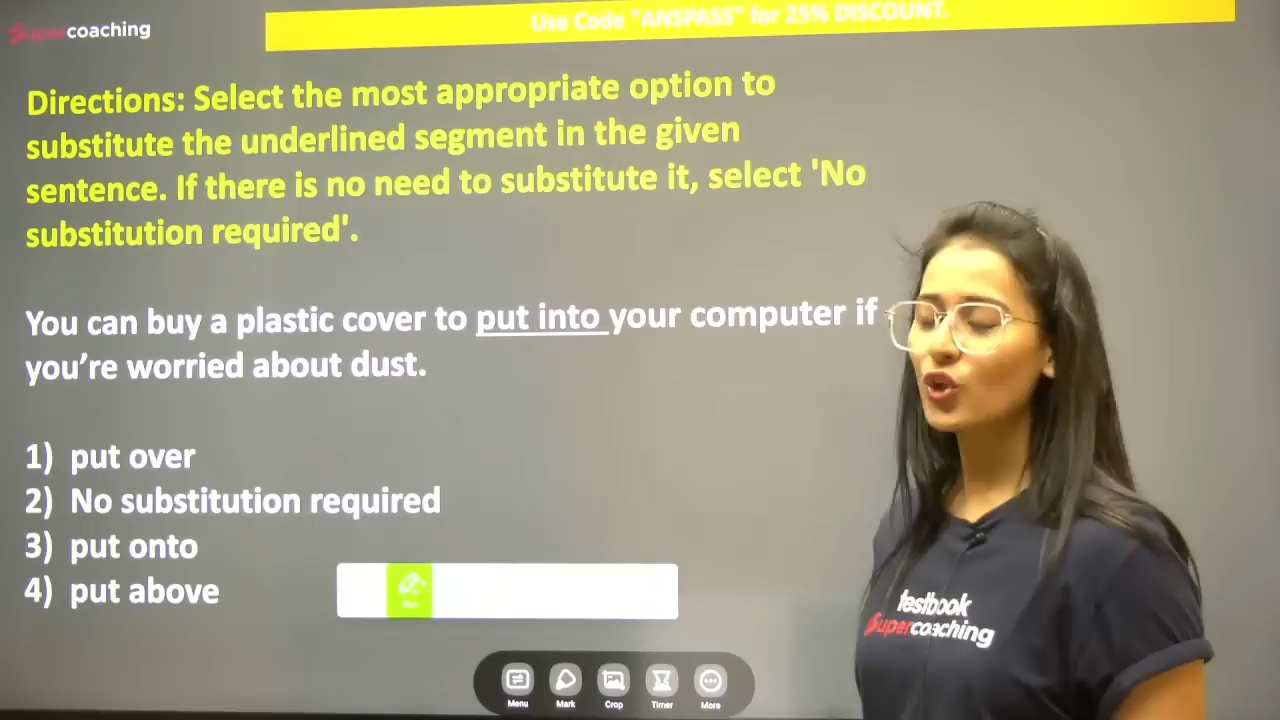 Supercoaching
Use Code "ANSPASS" for 25% DISCOUNT.
Directions: Select the most appropriate option to
substitute the underlined segment in the given
sentence. If there is no need to substitute it, select 'No
substitution required'.
You can buy a plastic cover to put into your computer if
you’re worried about dust.
1) put over
2) No substitution required
3) put onto
4) put above
testbook
Supercoaching
Menu
Mark
Crop
Timer
More